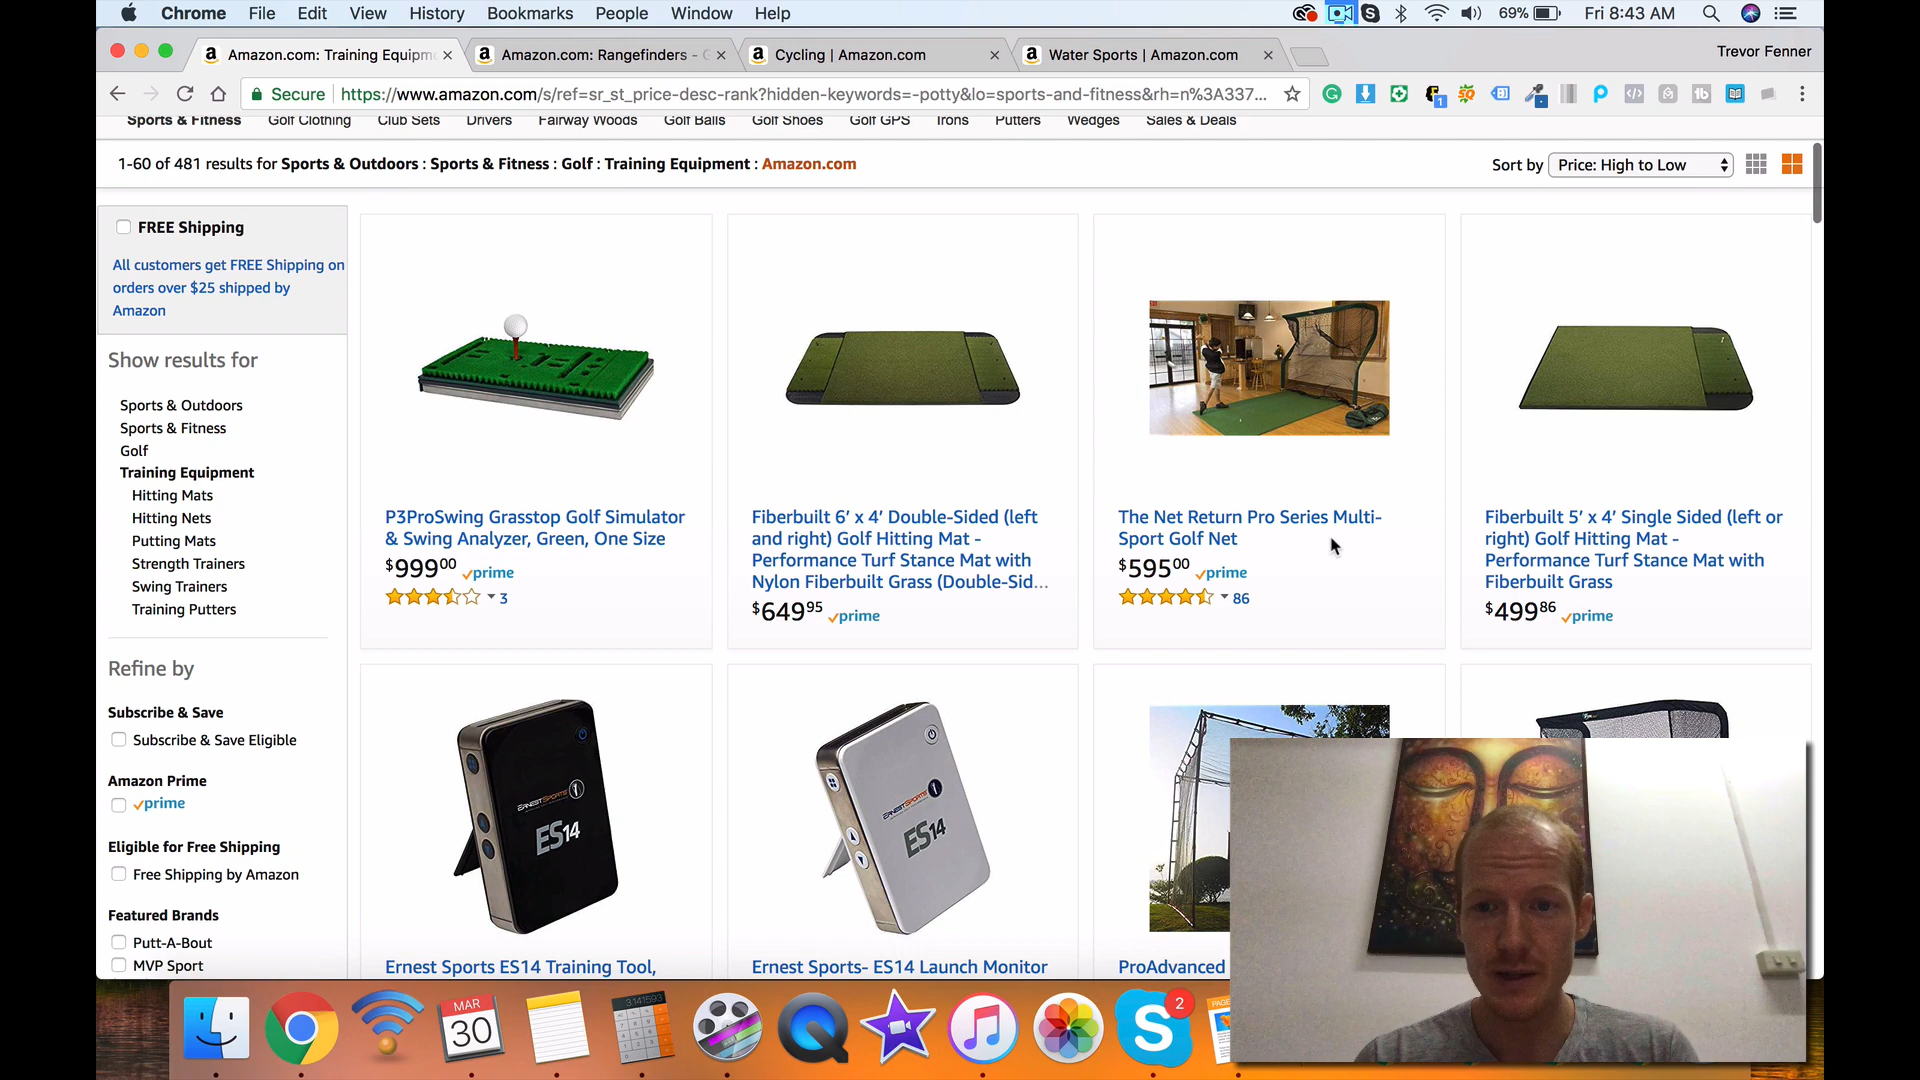 Chrome File Edit View History Bookmarks People Window Help 69% Fri 8:43 AM
Amazon.com: Training Equipm Amazon.com: Rangefinders - G Cycling | Amazon.com Water Sports | Amazon.com Trevor Fenner
Secure https://www.amazon.com/s/ref=sr_st_price-desc-rank?hidden-keywords=-potty&lo=sports-and-fitness&rh=n%3A337...
Sports & Fitness Golf Clothing Club Sets Drivers Fairway Woods Golf Balls Golf Shoes Golf GPS Irons Putters Wedges Sales & Deals
1-60 of 481 results for Sports & Outdoors : Sports & Fitness : Golf : Training Equipment : Amazon.com Sort by Price: High to Low
FREE Shipping
All customers get FREE Shipping on
orders over $25 shipped by
Amazon
Show results for
Sports & Outdoors
Sports & Fitness
Golf
Training Equipment
Hitting Mats
Hitting Nets
Putting Mats
Strength Trainers
Swing Trainers
Training Putters
Refine by
Subscribe & Save
Subscribe & Save Eligible
Amazon Prime
prime
Eligible for Free Shipping
Free Shipping by Amazon
Featured Brands
Putt-A-Bout
MVP Sport
P3ProSwing Grasstop Golf Simulator
& Swing Analyzer, Green, One Size
$999 00 prime
3
Fiberbuilt 6' x 4' Double-Sided (left
and right) Golf Hitting Mat -
Performance Turf Stance Mat with
Nylon Fiberbuilt Grass (Double-Sid...
$649 95 prime
The Net Return Pro Series Multi-
Sport Golf Net
$595 00 prime
86
Fiberbuilt 5' x 4' Single Sided (left or
right) Golf Hitting Mat -
Performance Turf Stance Mat with
Fiberbuilt Grass
$499 86 prime
ERNEST SPORTS
ES14
Ernest Sports ES14 Training Tool,
ERNEST SPORTS
ES14
Ernest Sports- ES14 Launch Monitor
ProAdvanced
MAR
30
3.141593
2
PAGE